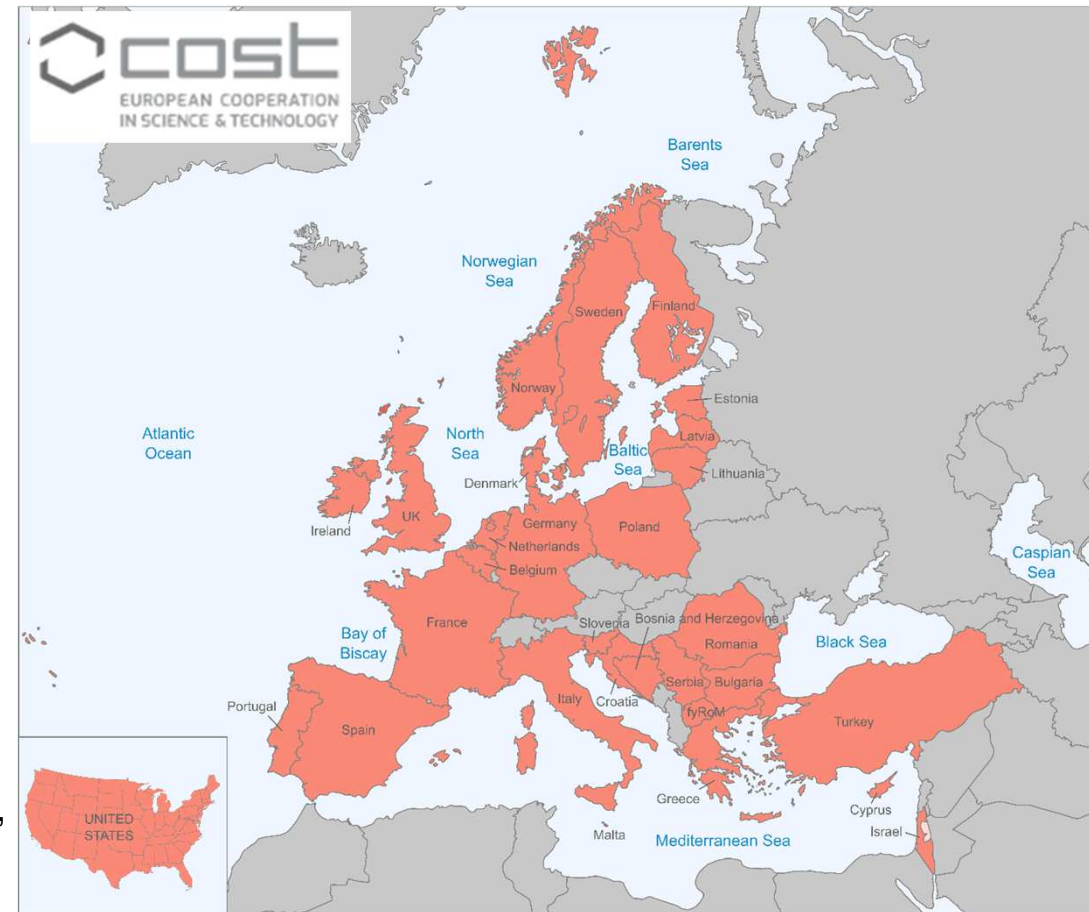 cost
EUROPEAN COOPERATION
IN SCIENCE & TECHNOLOGY
Barents
Sea
Norwegian
Sea
Sweden
Finland
Norway
Estonia
Atlantic
Ocean
North
Sea
Latvia
Baltic
Sea
Lithuania
Denmark
Ireland
UK
Germany
Poland
Netherlands
Belgium
Caspian
Sea
France
Slovenia
Bosnia and Herzegovina
Bay of
Biscay
Romania
Black Sea
Serbia
Bulgaria
Italy
Croatia
Portugal
Spain
fyRoM
Turkey
Greece
Cyprus
Malta
Mediterranean Sea
Israel
UNITED
STATES
,